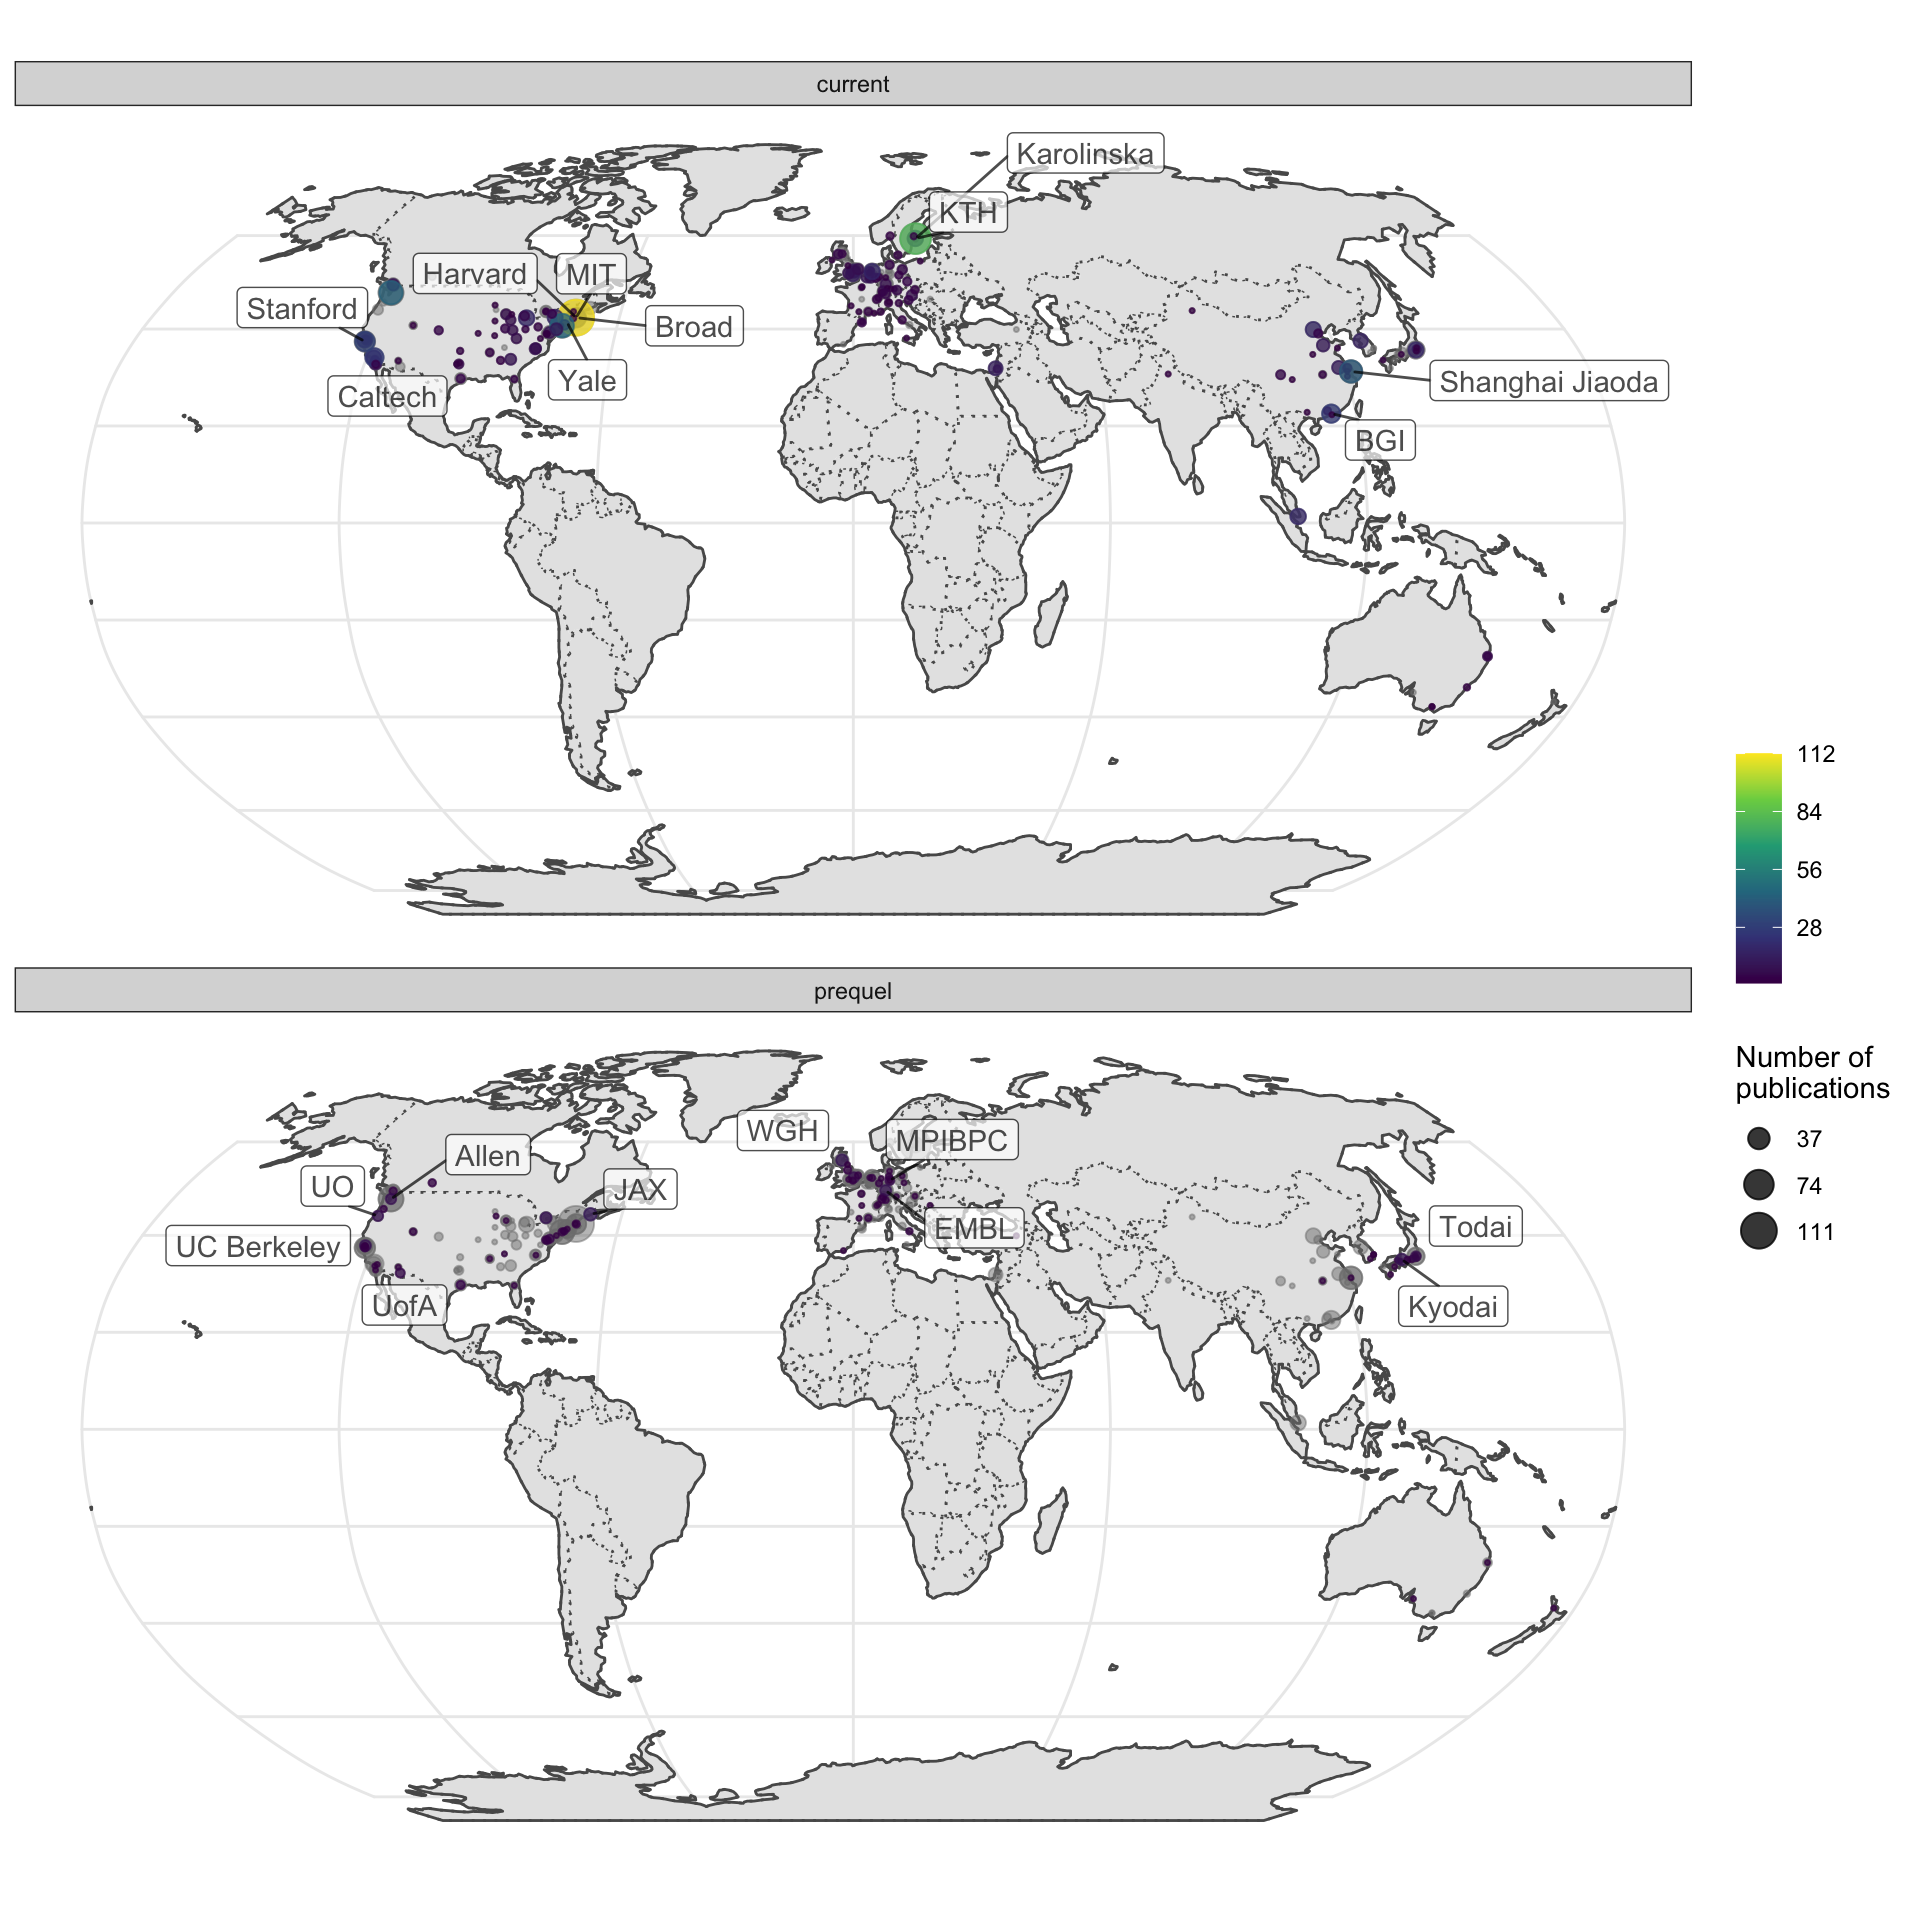 current
Karolinska
KTH
Harvard
MIT
Stanford
Broad
Yale
Caltech
Shanghai Jiaoda
BGI
112
84
56
28
prequel
Number of
publications
37
74
111
WGH
MPIBPC
Allen
UO
JAX
UC Berkeley
EMBL
Todai
UofA
Kyodai